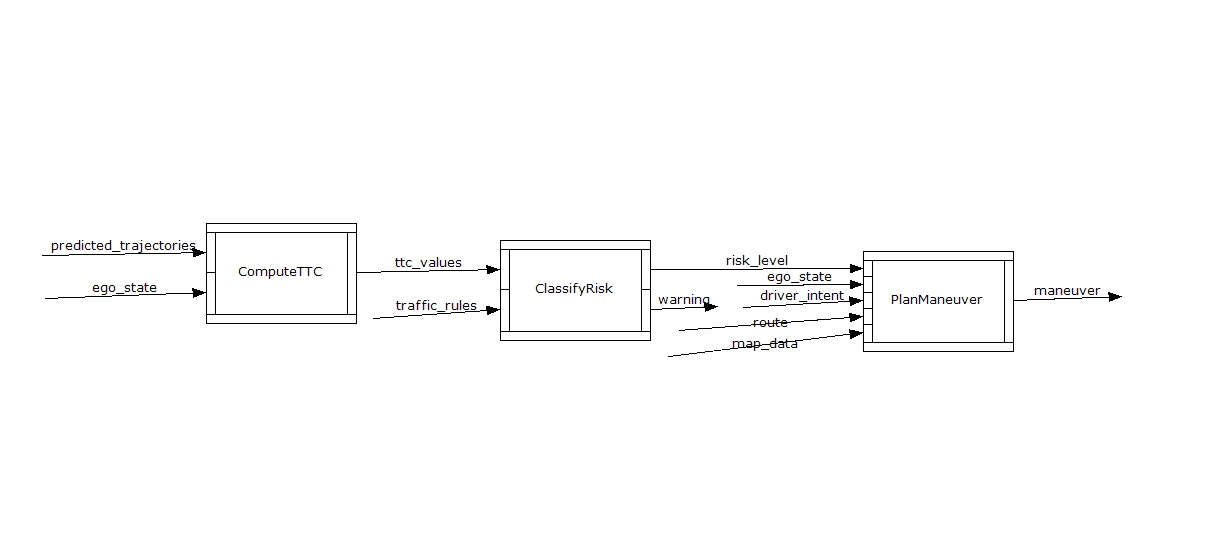 predicted_trajectories
ego_state
ComputeTTC
ttc_values
traffic_rules
ClassifyRisk
risk_level
warning
ego_state
driver_intent
route
map_data
PlanManeuver
maneuver